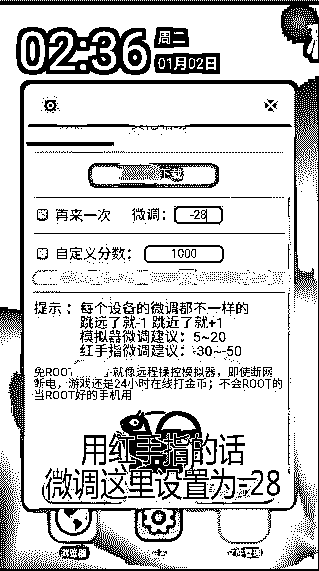 02:36
周二
01月02日
下载
再来一次 微调： -28
自定义分数： 1000
提示： 每个设备的微调都不一样的
跳远了就-1 跳近了就+1
模拟器微调建议：5~20
红手指微调建议：-30~-50
免ROOT 就像远程操控模拟器，即使断网
断电，游戏还是24小时在线打金币；不会ROOT的
当ROOT好的手机用
用红手指的话
微调这里设置为-28
浏览器